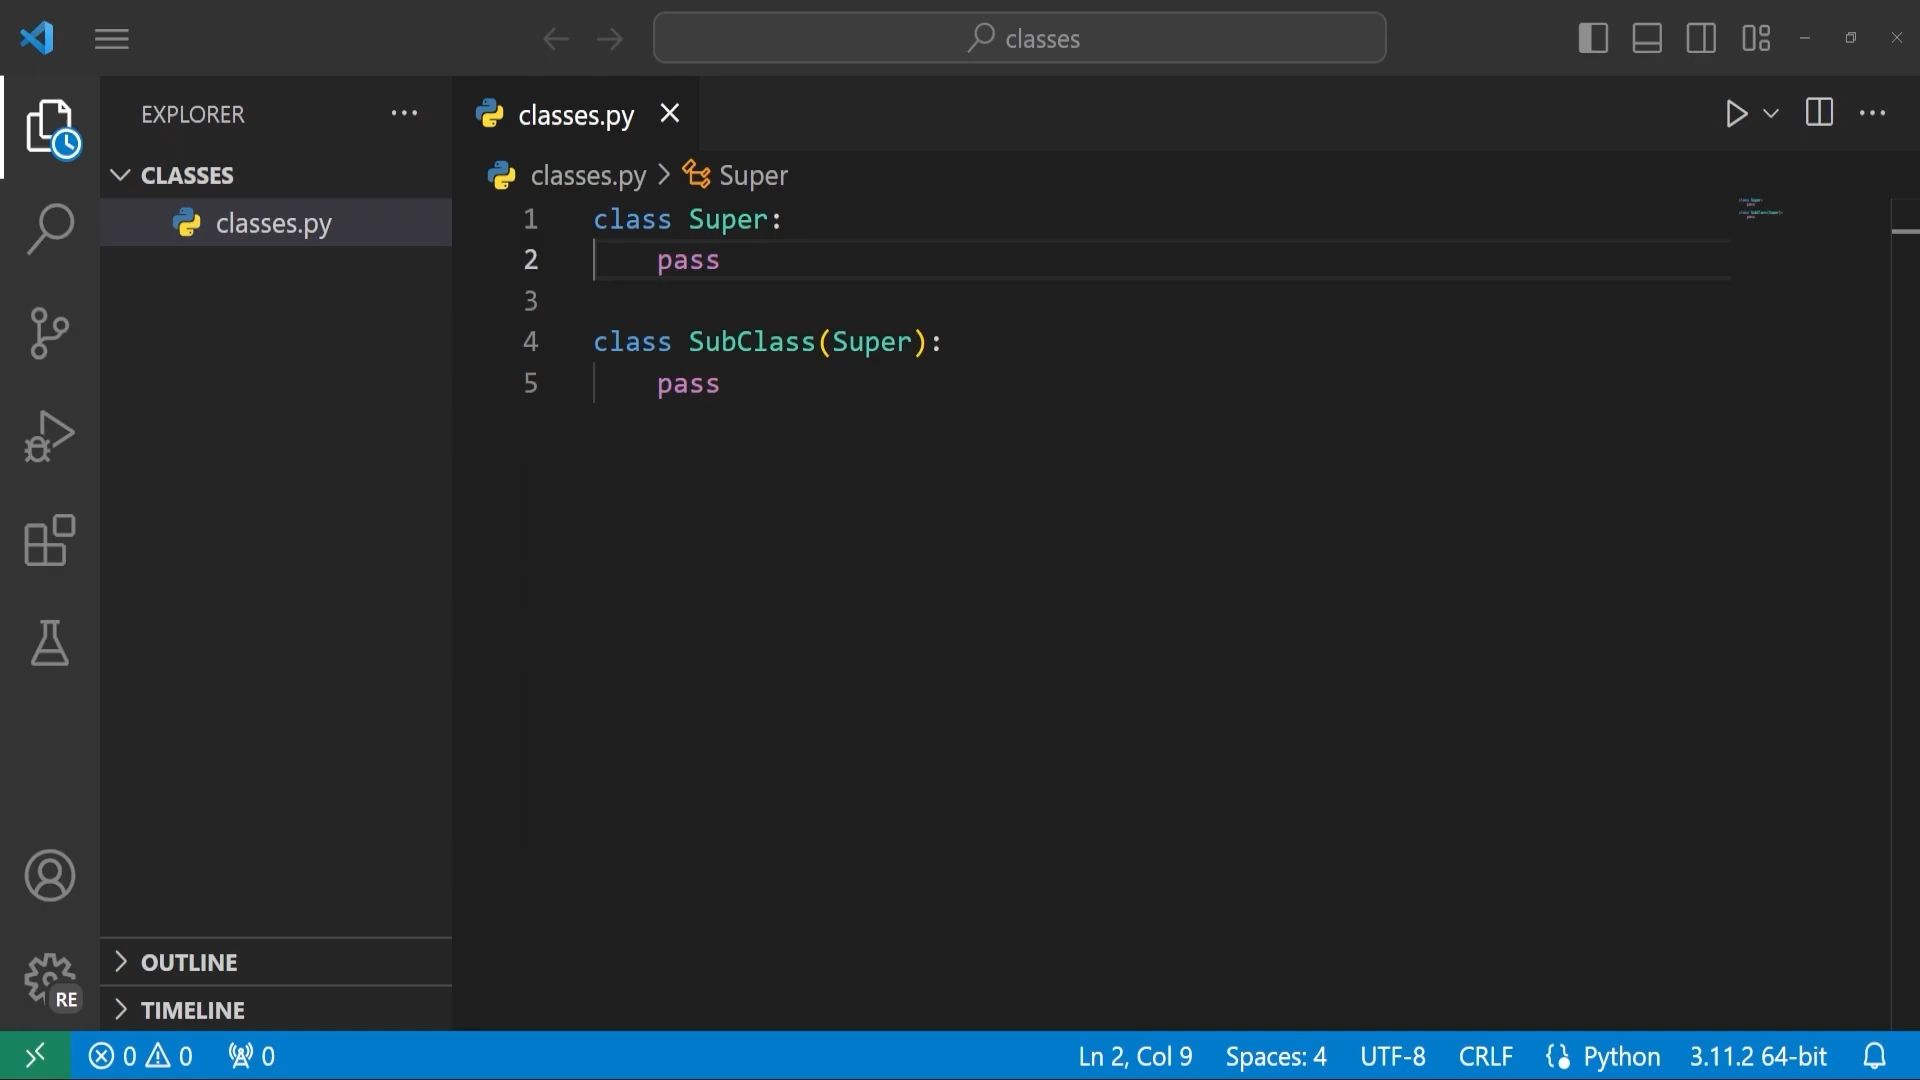 classes
EXPLORER
classes.py
CLASSES
classes.py > Super
classes.py
1 class Super:
2     pass
3
4 class SubClass(Super):
5     pass
OUTLINE
RE
TIMELINE
0 0 0 Ln 2, Col 9 Spaces: 4 UTF-8 CRLF Python 3.11.2 64-bit